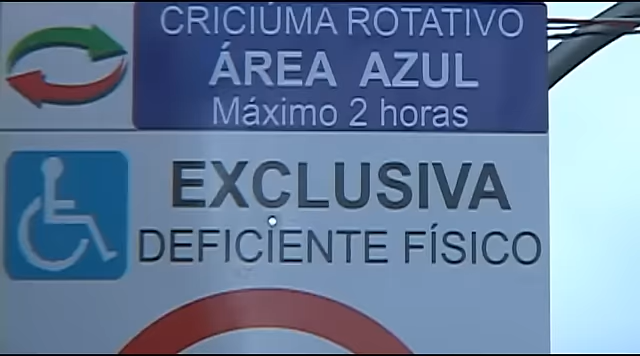 CRICIÚMA ROTATIVO
ÁREA AZUL
Máximo 2 horas
EXCLUSIVA
DEFICIENTE FÍSICO